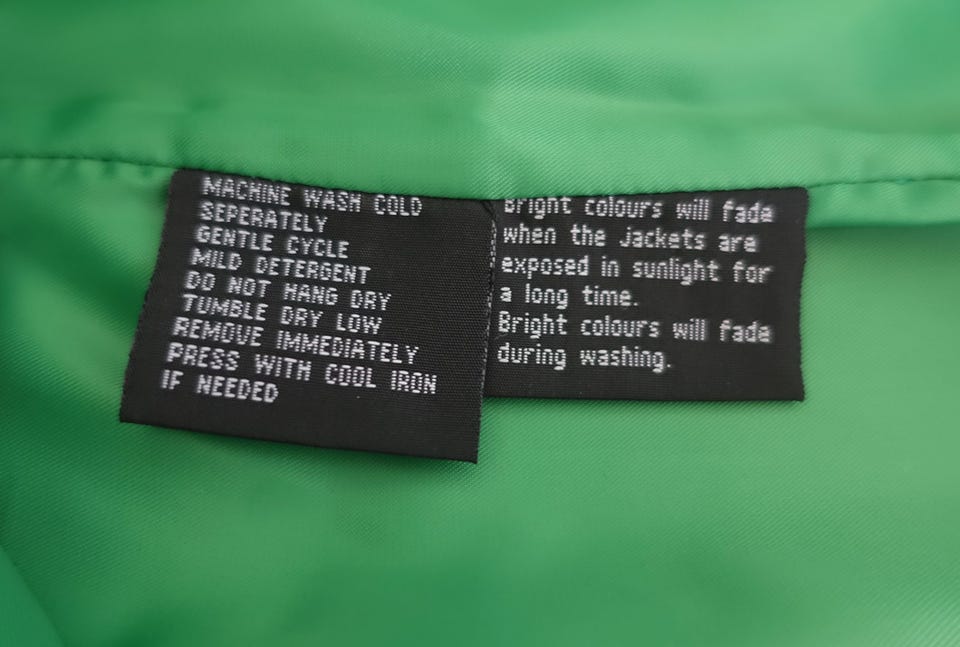 MACHINE WASH COLD
SEPERATELY
GENTLE CYCLE
MILD DETERGENT
DO NOT HANG DRY
TUMBLE DRY LOW
REMOVE IMMEDIATELY
PRESS WITH COOL IRON
IF NEEDED
Bright colours will fade
when the Jackets are
exposed in sunlight for
a long time.
Bright colours will fade
during washing.